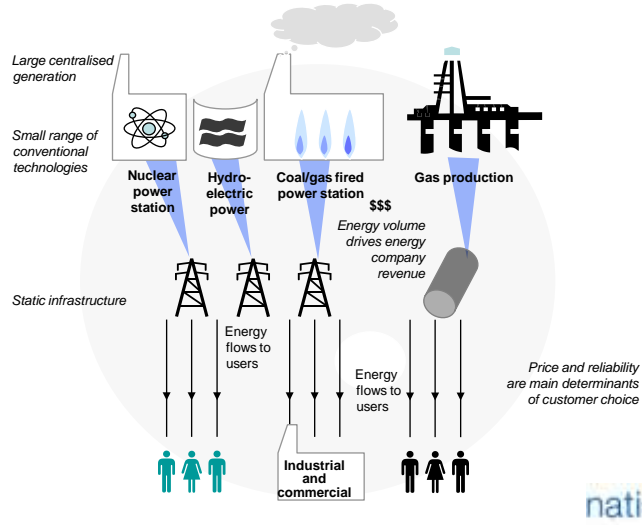 Large centralised
generation
Small range of
conventional
technologies
Nuclear
power
station
Hydro-
electric
power
Coal/gas fired
power station
Gas production
$$$
Energy volume
drives energy
company
revenue
Static infrastructure
Energy
flows to
users
Energy
flows to
users
Price and reliability
are main determinants
of customer choice
Industrial
and
commercial
nati